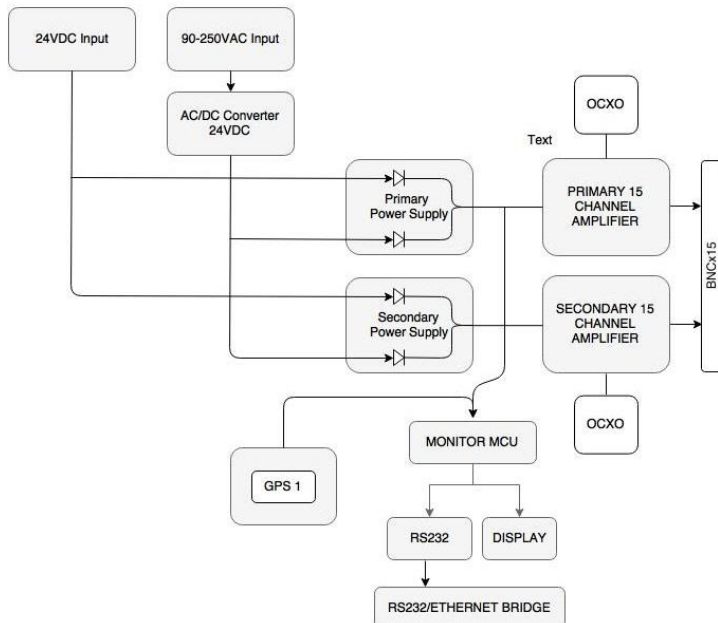 24VDC Input
90-250VAC Input
AC/DC Converter
24VDC
OCXO
Text
Primary
Power Supply
PRIMARY 15
CHANNEL
AMPLIFIER
BNCx15
Secondary
Power Supply
SECONDARY 15
CHANNEL
AMPLIFIER
OCXO
MONITOR MCU
GPS 1
RS232
DISPLAY
RS232/ETHERNET BRIDGE